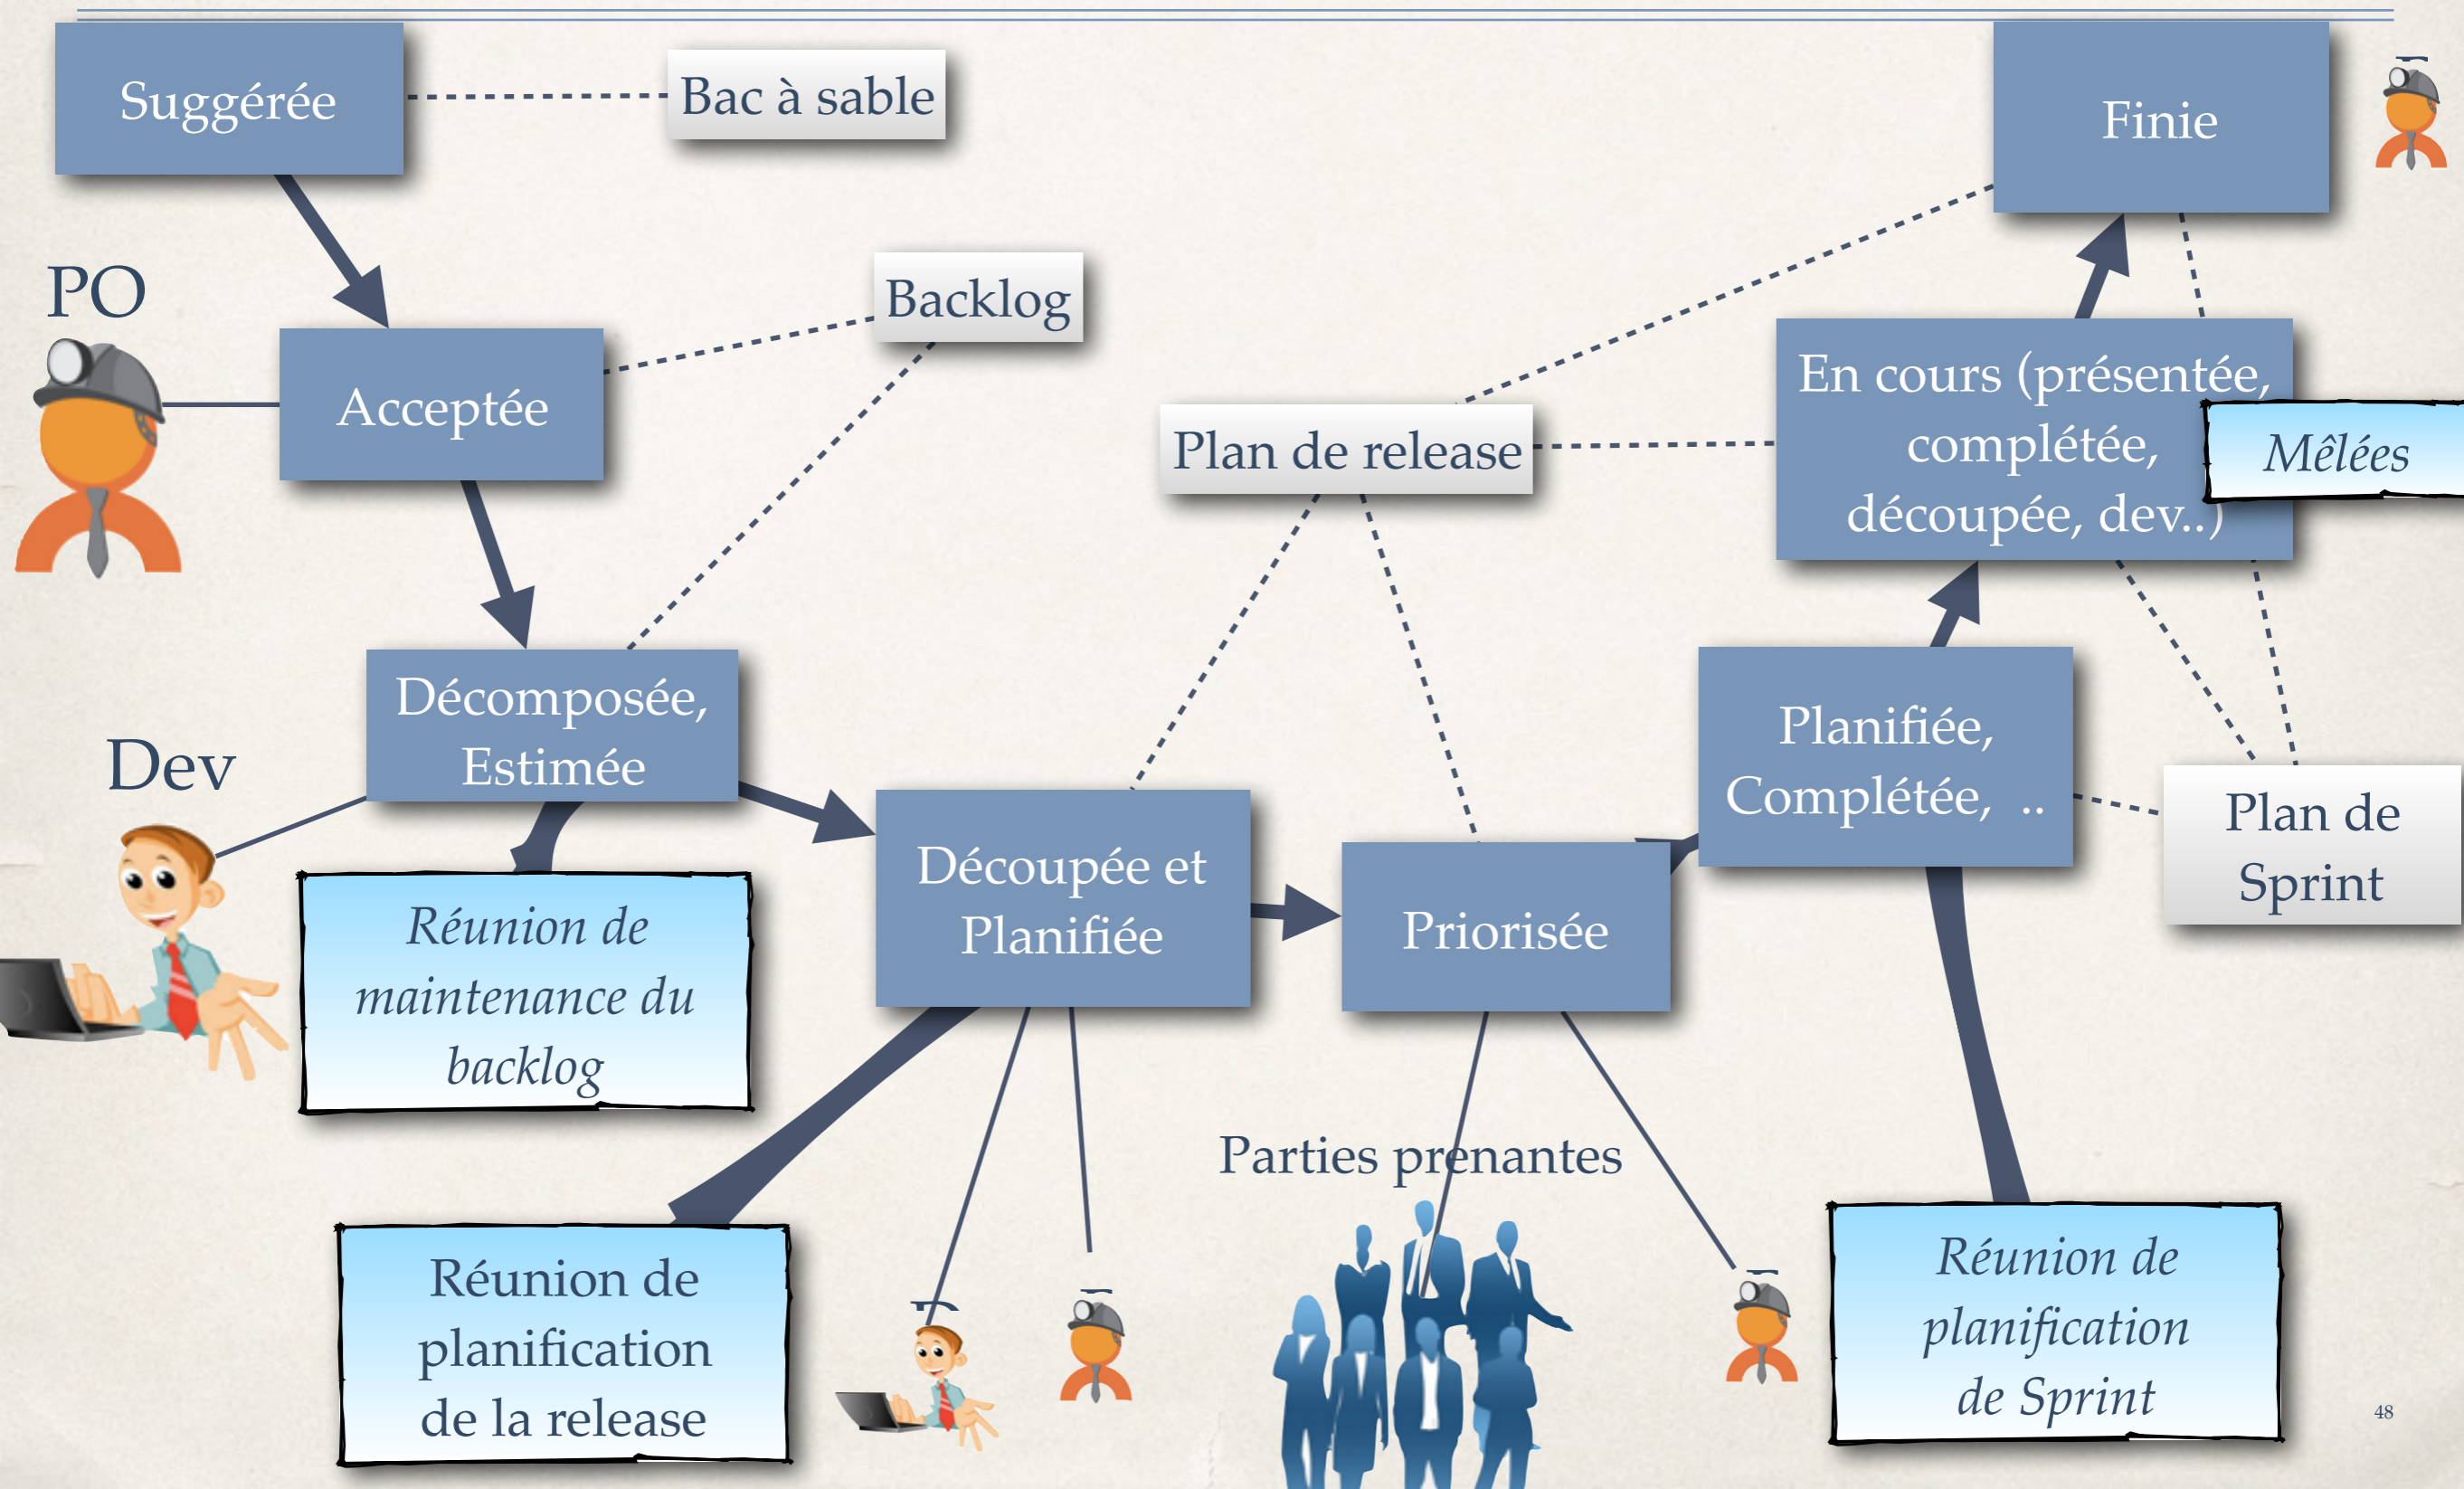 Suggérée
Bac à sable
Finie
PO
Acceptée
Backlog
Plan de release
En cours (présentée,
complétée,
découpée, dev..)
Mêlées
Dev
Décomposée,
Estimée
Découpée et
Planifiée
Priorisée
Planifiée,
Complétée, ..
Plan de
Sprint
Réunion de
maintenance du
backlog
Réunion de
planification
de la release
Parties prenantes
Réunion de
planification
de Sprint
48